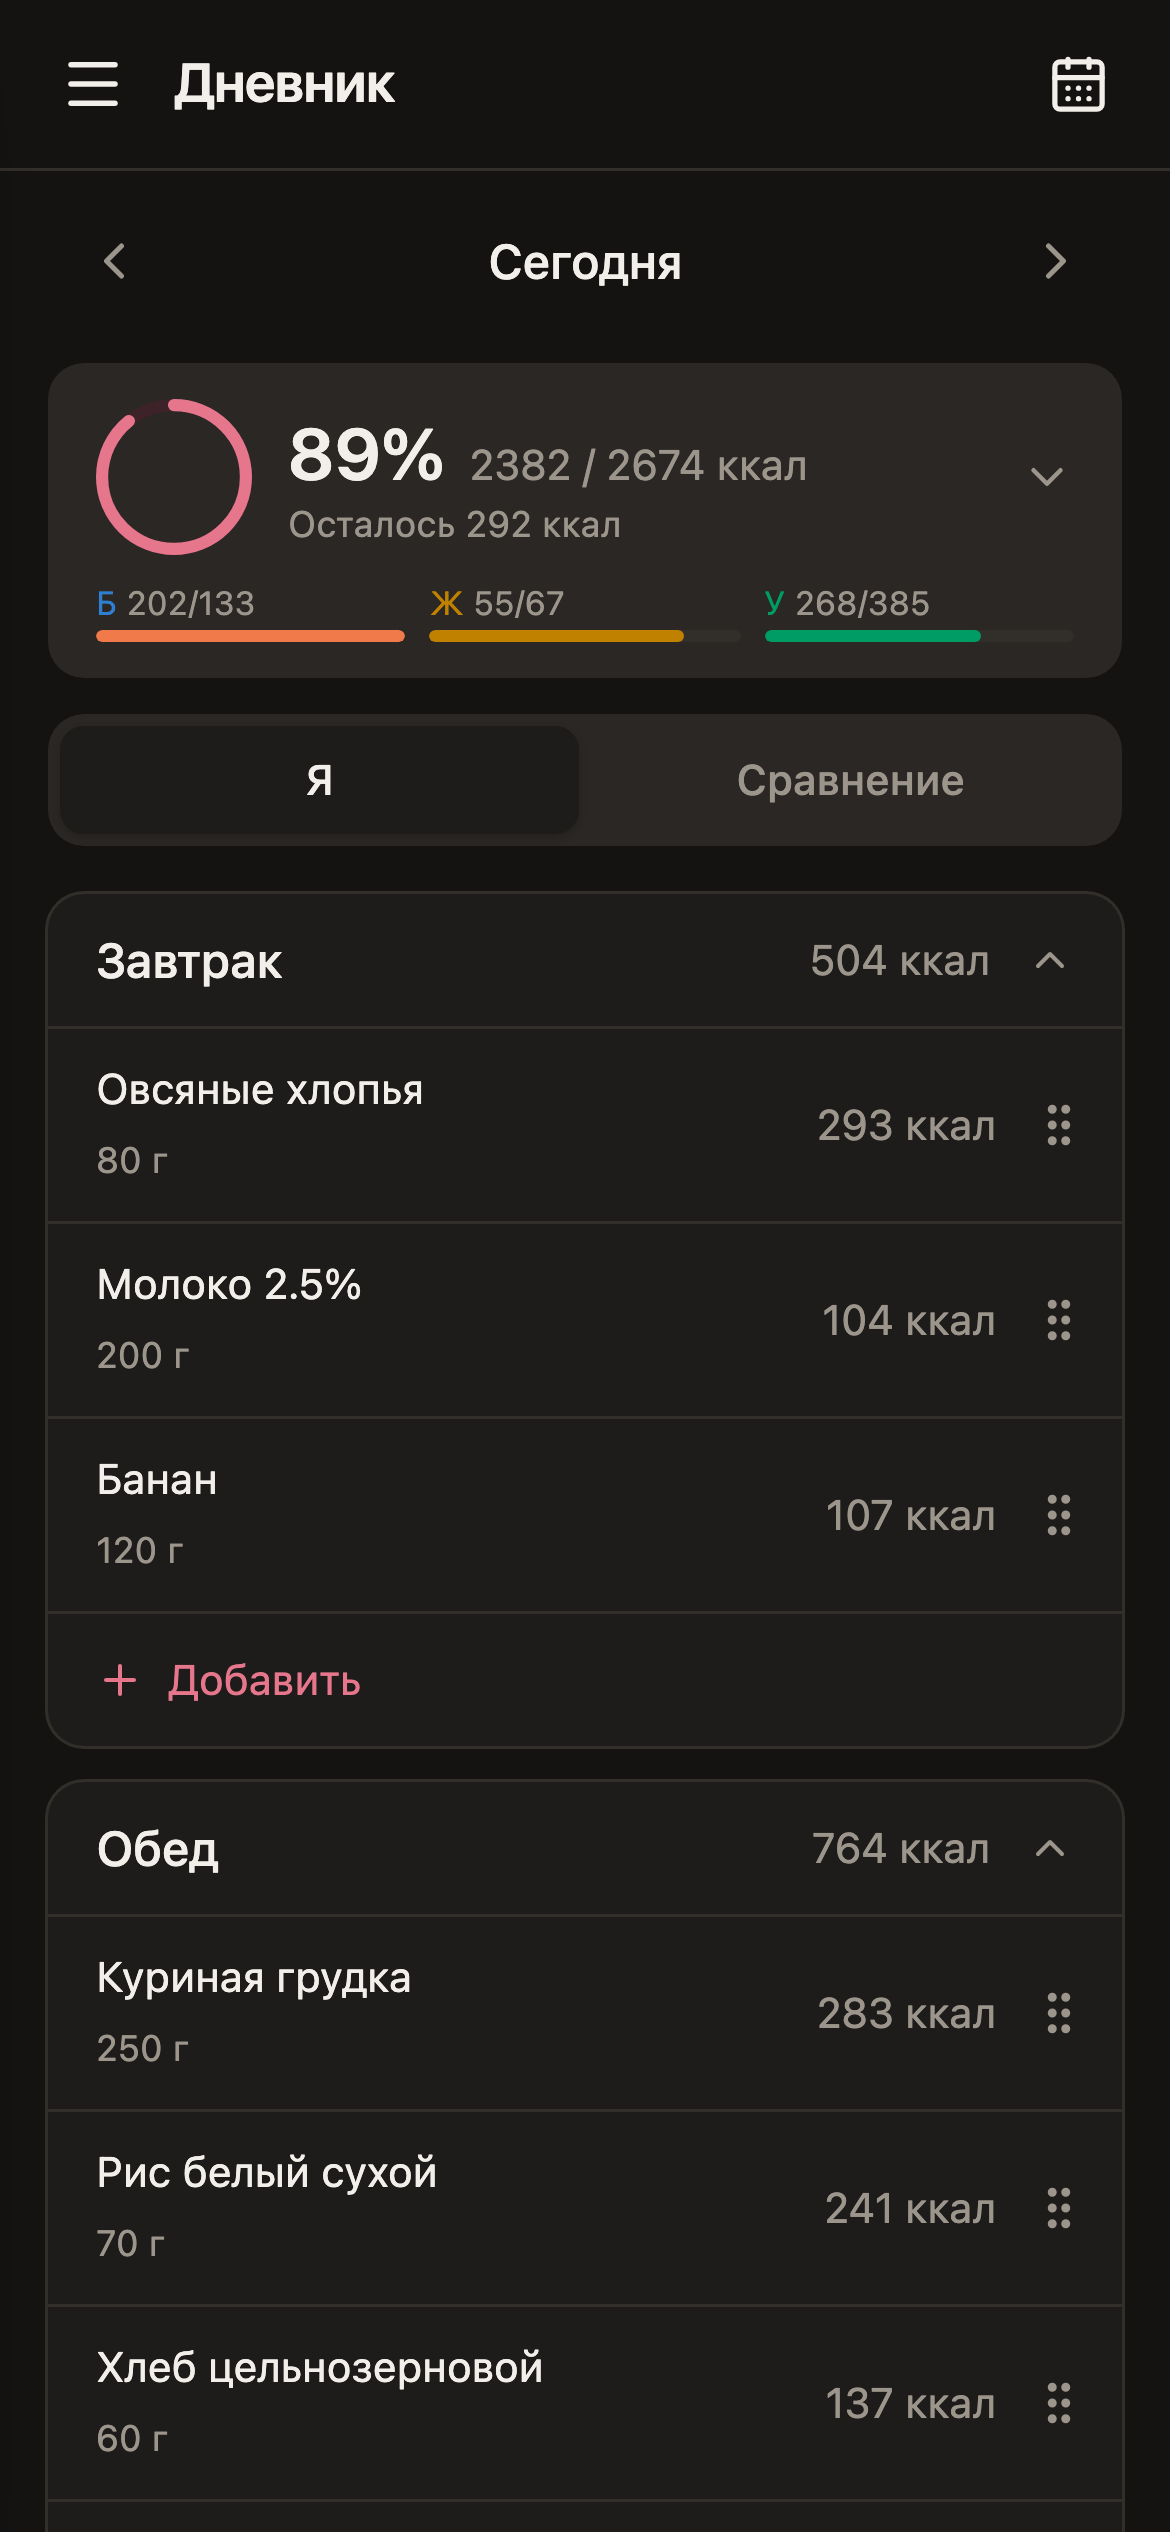 Дневник
Сегодня
89% 2382 / 2674 ккал
Осталось 292 ккал
Б 202/133 Ж 55/67 У 268/385
Я Сравнение
Завтрак 504 ккал
Овсяные хлопья
293 ккал
80 г
Молоко 2.5%
104 ккал
200 г
Банан
107 ккал
120 г
+ Добавить
Обед 764 ккал
Куриная грудка
283 ккал
250 г
Рис белый сухой
241 ккал
70 г
Хлеб цельнозерновой
137 ккал
60 г